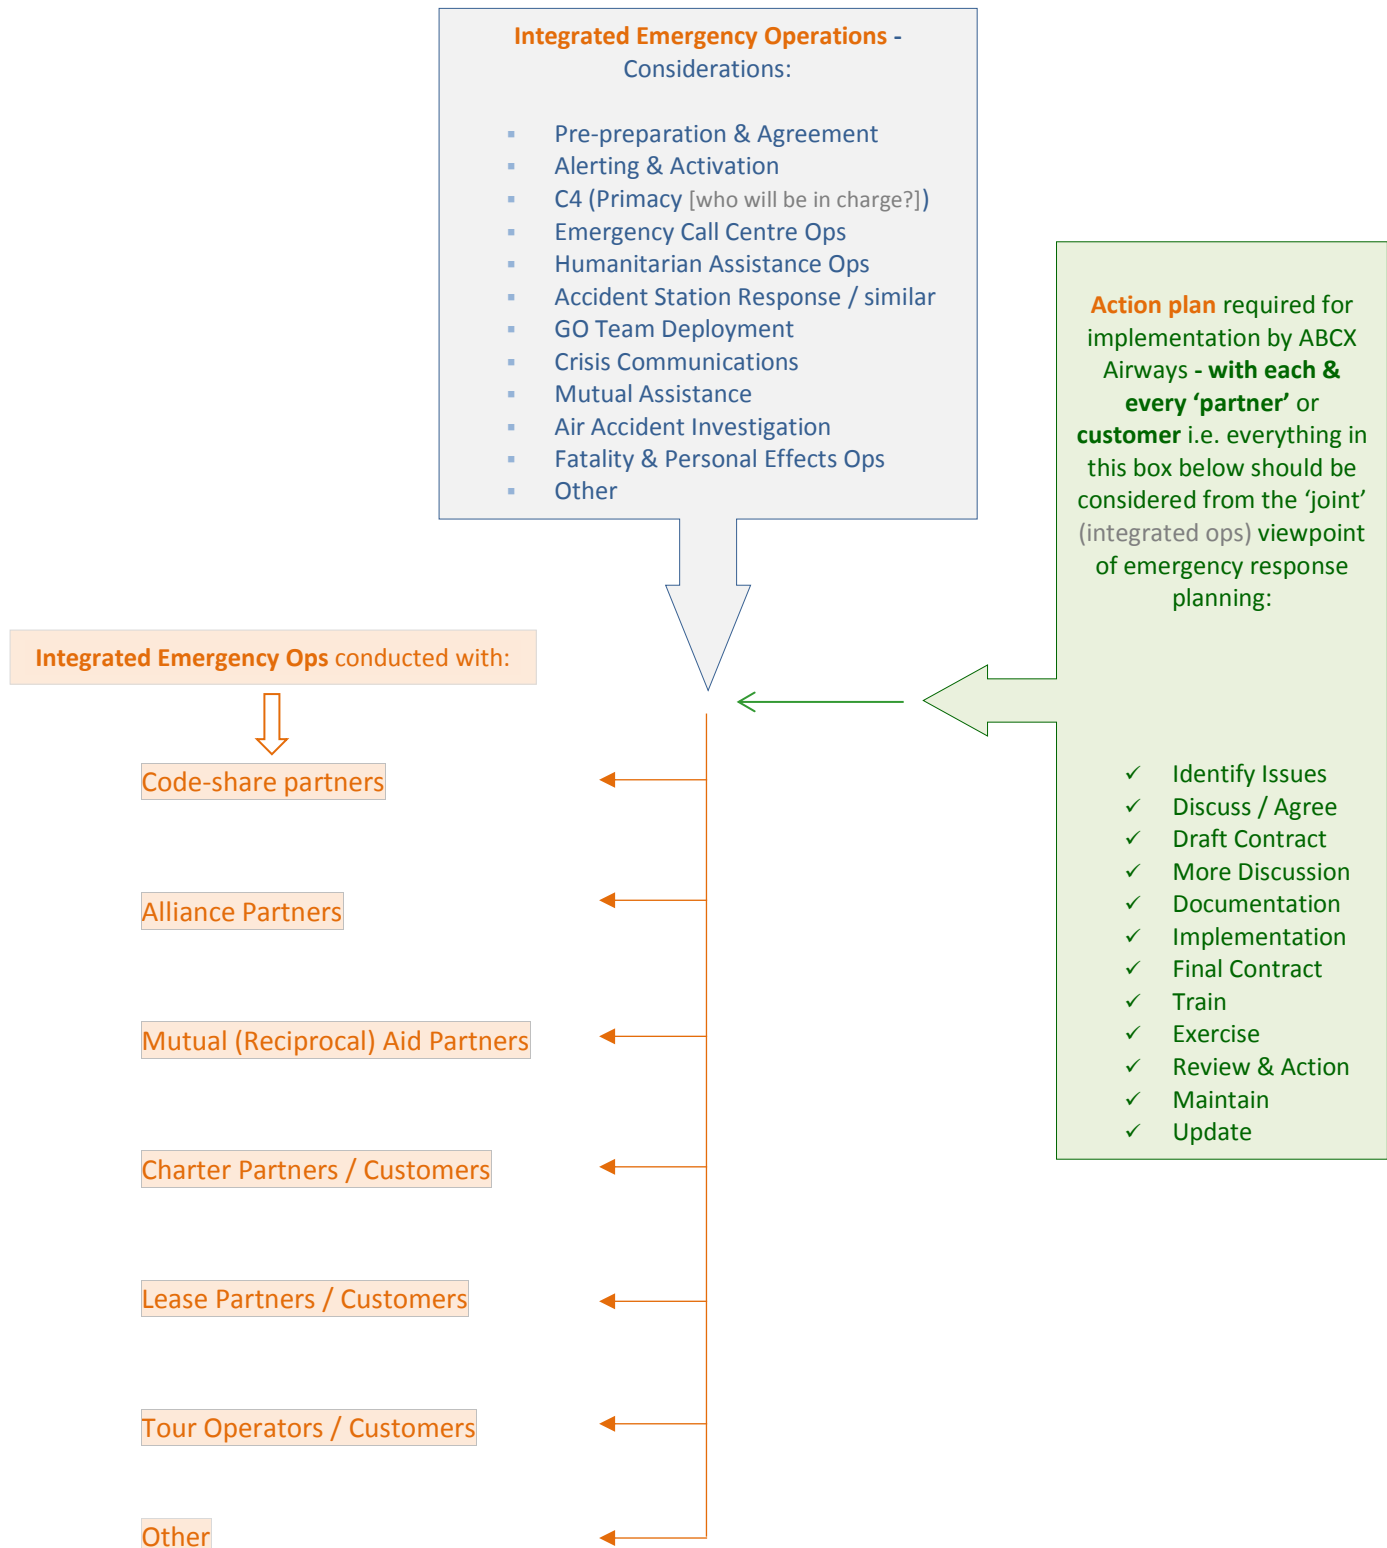 Integrated Emergency Operations -
Considerations:
▪ Pre-preparation & Agreement
▪ Alerting & Activation
▪ C4 (Primacy [who will be in charge?])
▪ Emergency Call Centre Ops
▪ Humanitarian Assistance Ops
▪ Accident Station Response / similar
▪ GO Team Deployment
▪ Crisis Communications
▪ Mutual Assistance
▪ Air Accident Investigation
▪ Fatality & Personal Effects Ops
▪ Other
Action plan required for
implementation by ABCX
Airways - with each &
every ‘partner’ or
customer i.e. everything in
this box below should be
considered from the ‘joint’
(integrated ops) viewpoint
of emergency response
planning:
✓ Identify Issues
✓ Discuss / Agree
✓ Draft Contract
✓ More Discussion
✓ Documentation
✓ Implementation
✓ Final Contract
✓ Train
✓ Exercise
✓ Review & Action
✓ Maintain
✓ Update
Integrated Emergency Ops conducted with:
Code-share partners
Alliance Partners
Mutual (Reciprocal) Aid Partners
Charter Partners / Customers
Lease Partners / Customers
Tour Operators / Customers
Other